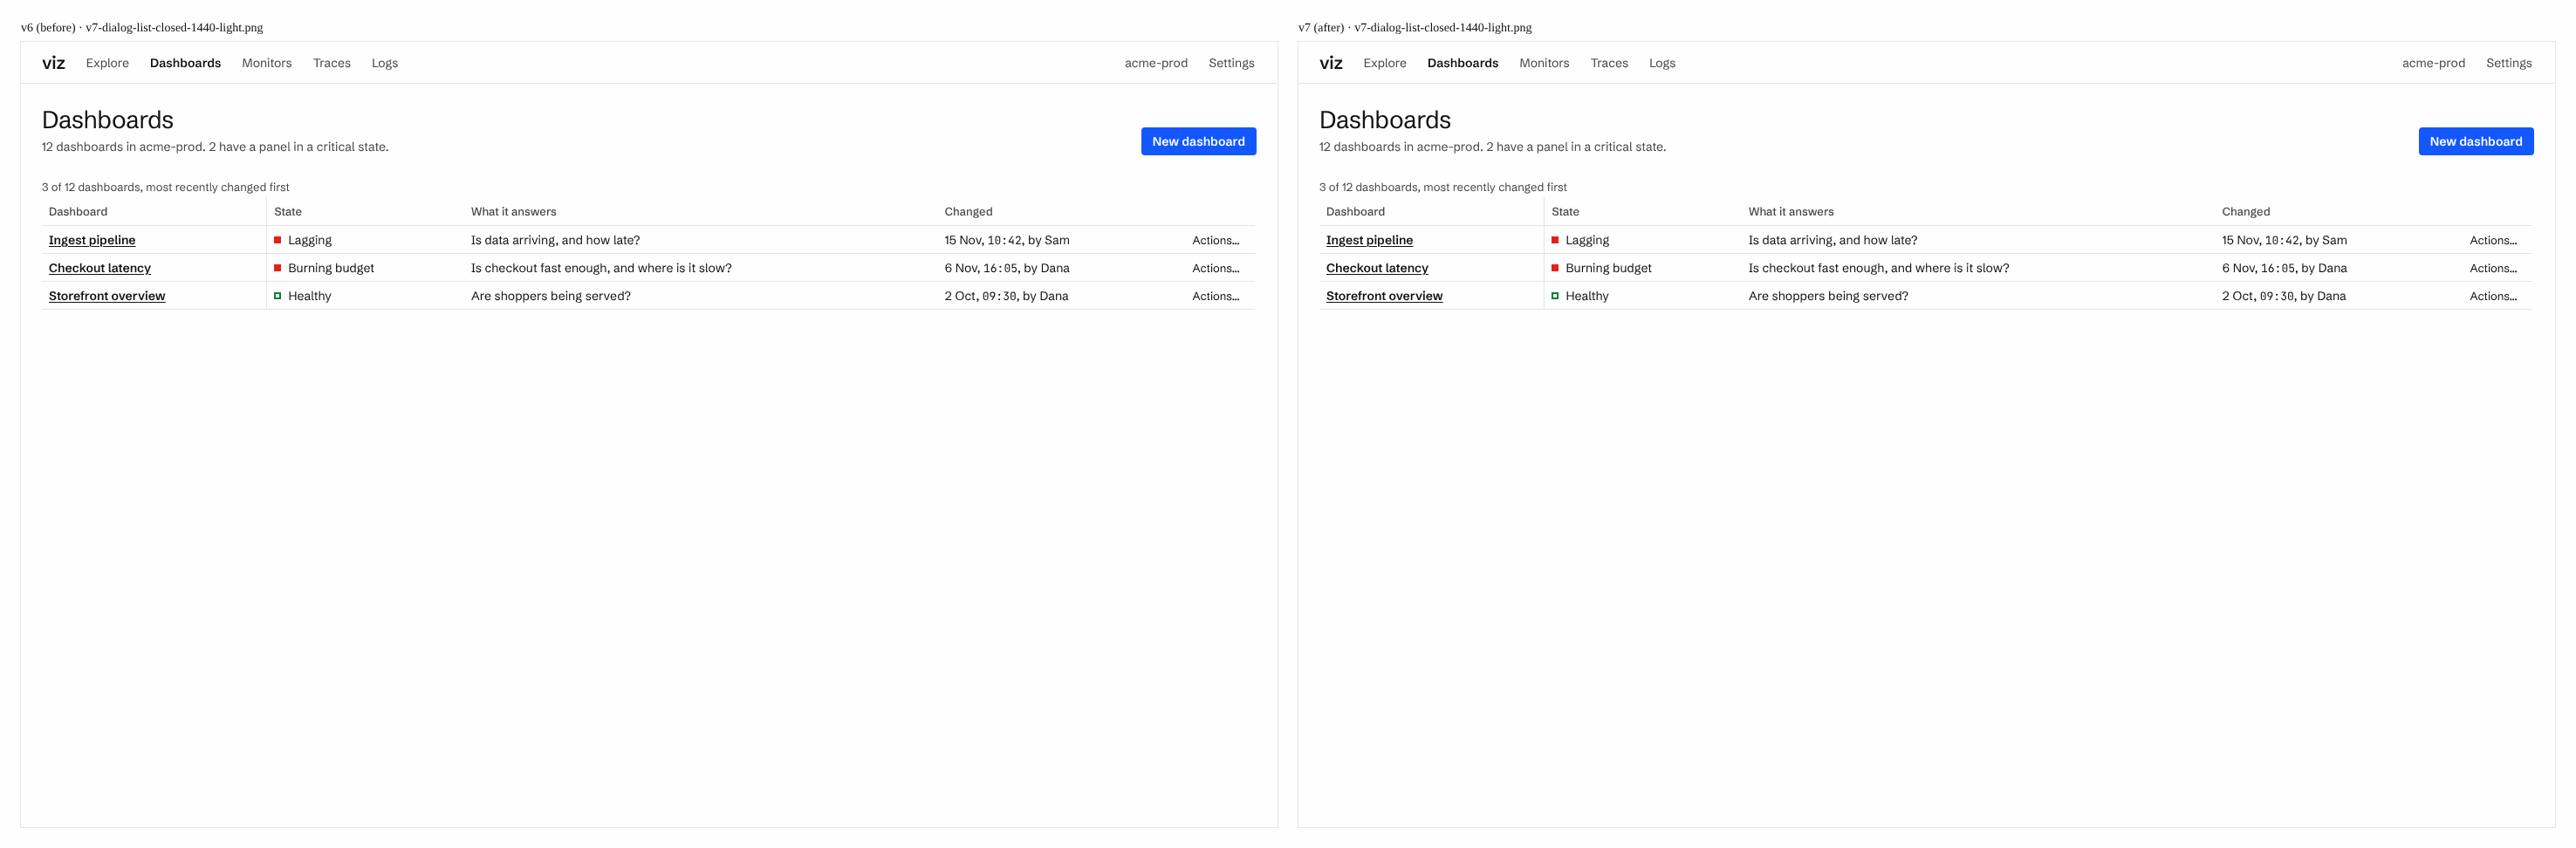 v6 (before) · v7-dialog-list-closed-1440-light.png
viz Explore Dashboards Monitors Traces Logs acme-prod Settings
Dashboards
12 dashboards in acme-prod. 2 have a panel in a critical state.
New dashboard
3 of 12 dashboards, most recently changed first
Dashboard State What it answers Changed
Ingest pipeline Lagging Is data arriving, and how late? 15 Nov, 10:42, by Sam Actions...
Checkout latency Burning budget Is checkout fast enough, and where is it slow? 6 Nov, 16:05, by Dana Actions...
Storefront overview Healthy Are shoppers being served? 2 Oct, 09:30, by Dana Actions...
v7 (after) · v7-dialog-list-closed-1440-light.png
viz Explore Dashboards Monitors Traces Logs acme-prod Settings
Dashboards
12 dashboards in acme-prod. 2 have a panel in a critical state.
New dashboard
3 of 12 dashboards, most recently changed first
Dashboard State What it answers Changed
Ingest pipeline Lagging Is data arriving, and how late? 15 Nov, 10:42, by Sam Actions...
Checkout latency Burning budget Is checkout fast enough, and where is it slow? 6 Nov, 16:05, by Dana Actions...
Storefront overview Healthy Are shoppers being served? 2 Oct, 09:30, by Dana Actions...